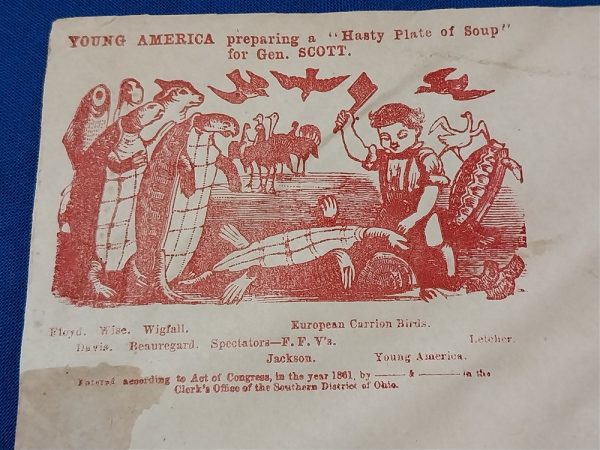 YOUNG AMERICA preparing a "Hasty Plate of Soup"
for Gen. SCOTT.
Floyd. Wise. Wigfall. European Carrion Birds.
Davis. Beauregard. Spectators—F. F. V's. Letcher.
Jackson. Young America.
Entered according to Act of Congress, in the year 1861, by —— & ——— in the
Clerk's Office of the Southern District of Ohio.